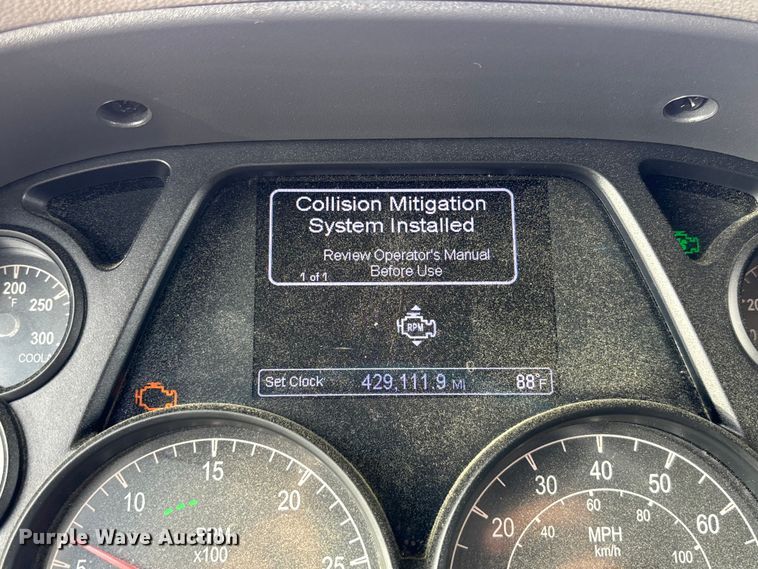 Collision Mitigation
System Installed
Review Operator's Manual
Before Use
1 of 1
RPM
Set Clock 429,111.9 MI 88°F
200
°F 250
300
COOLA
5 10 15 20 25
RPM
x100
20 30 40 50 60
40 60 80 100
MPH
km/h
Purple Wave Auction